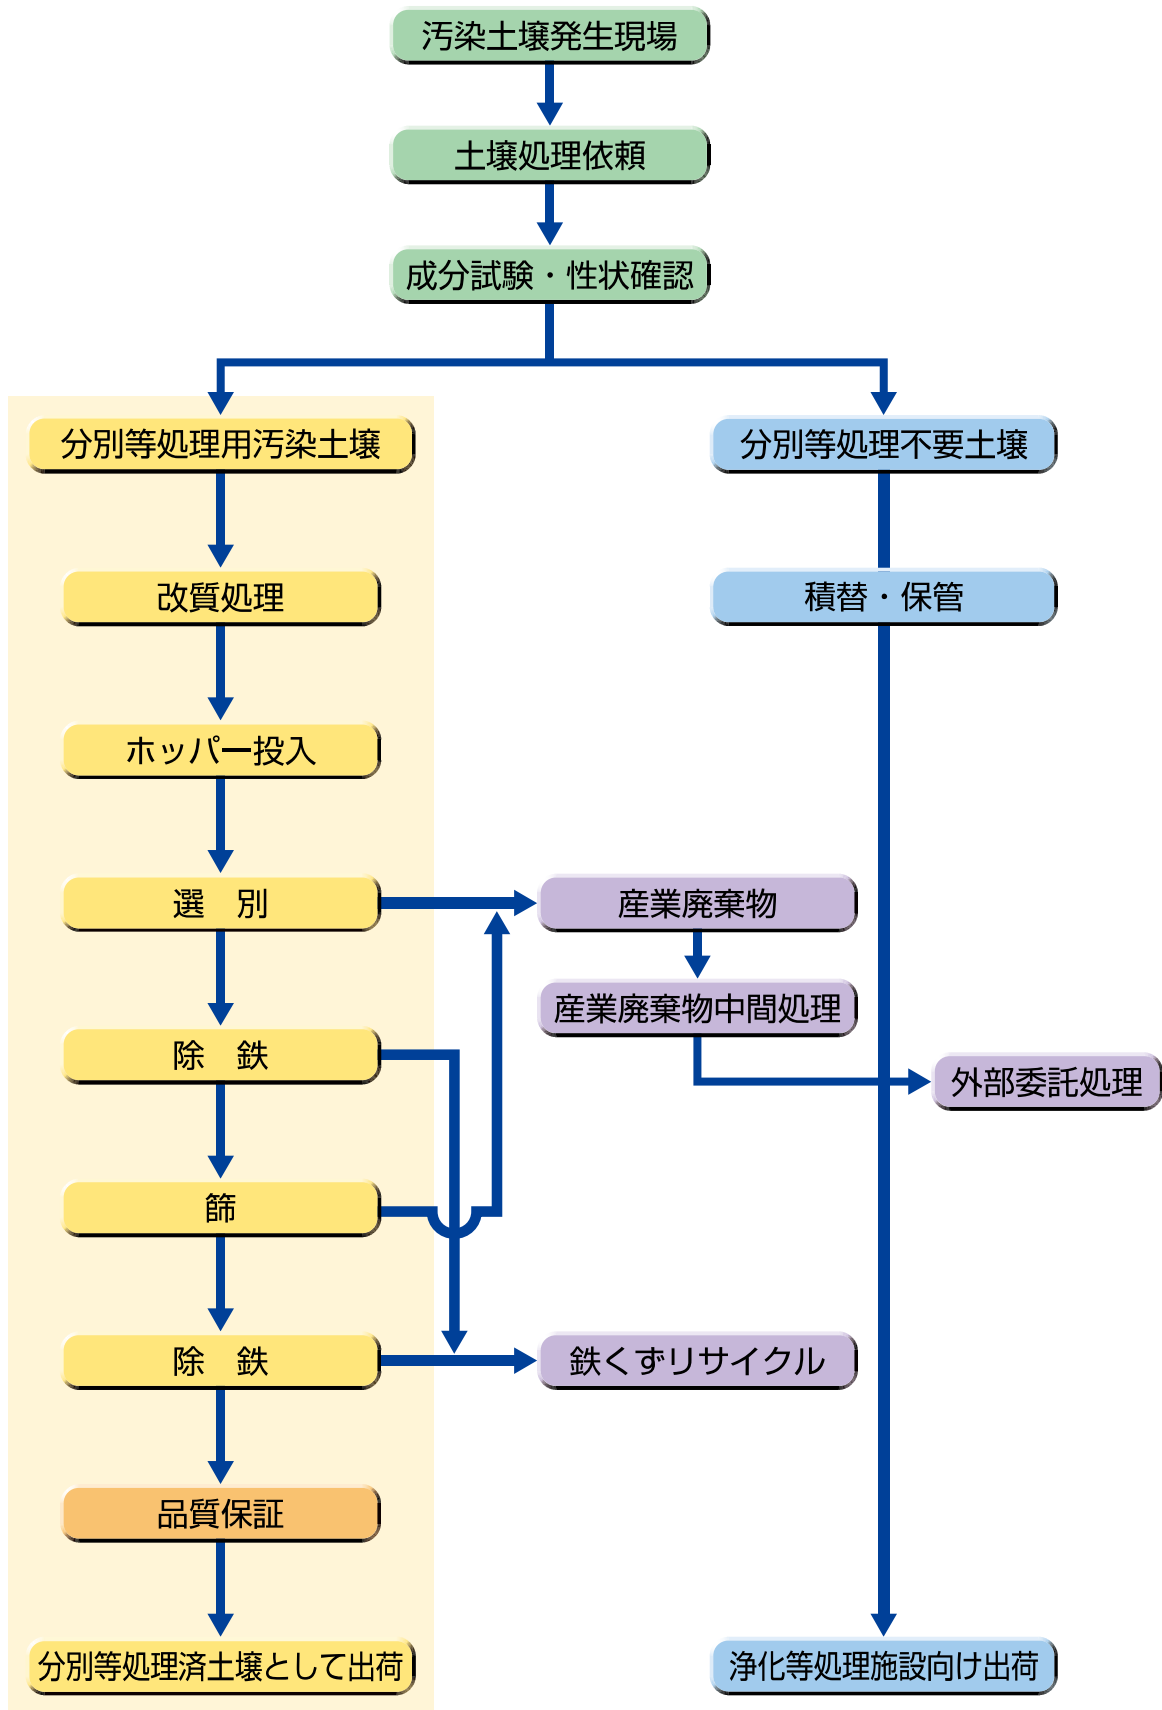 汚染土壌発生現場
土壌処理依頼
成分試験・性状確認
分別等処理用汚染土壌
分別等処理不要土壌
改質処理
積替・保管
ホッパー投入
選　別
産業廃棄物
産業廃棄物中間処理
除　鉄
外部委託処理
篩
除　鉄
鉄くずリサイクル
品質保証
分別等処理済土壌として出荷
浄化等処理施設向け出荷